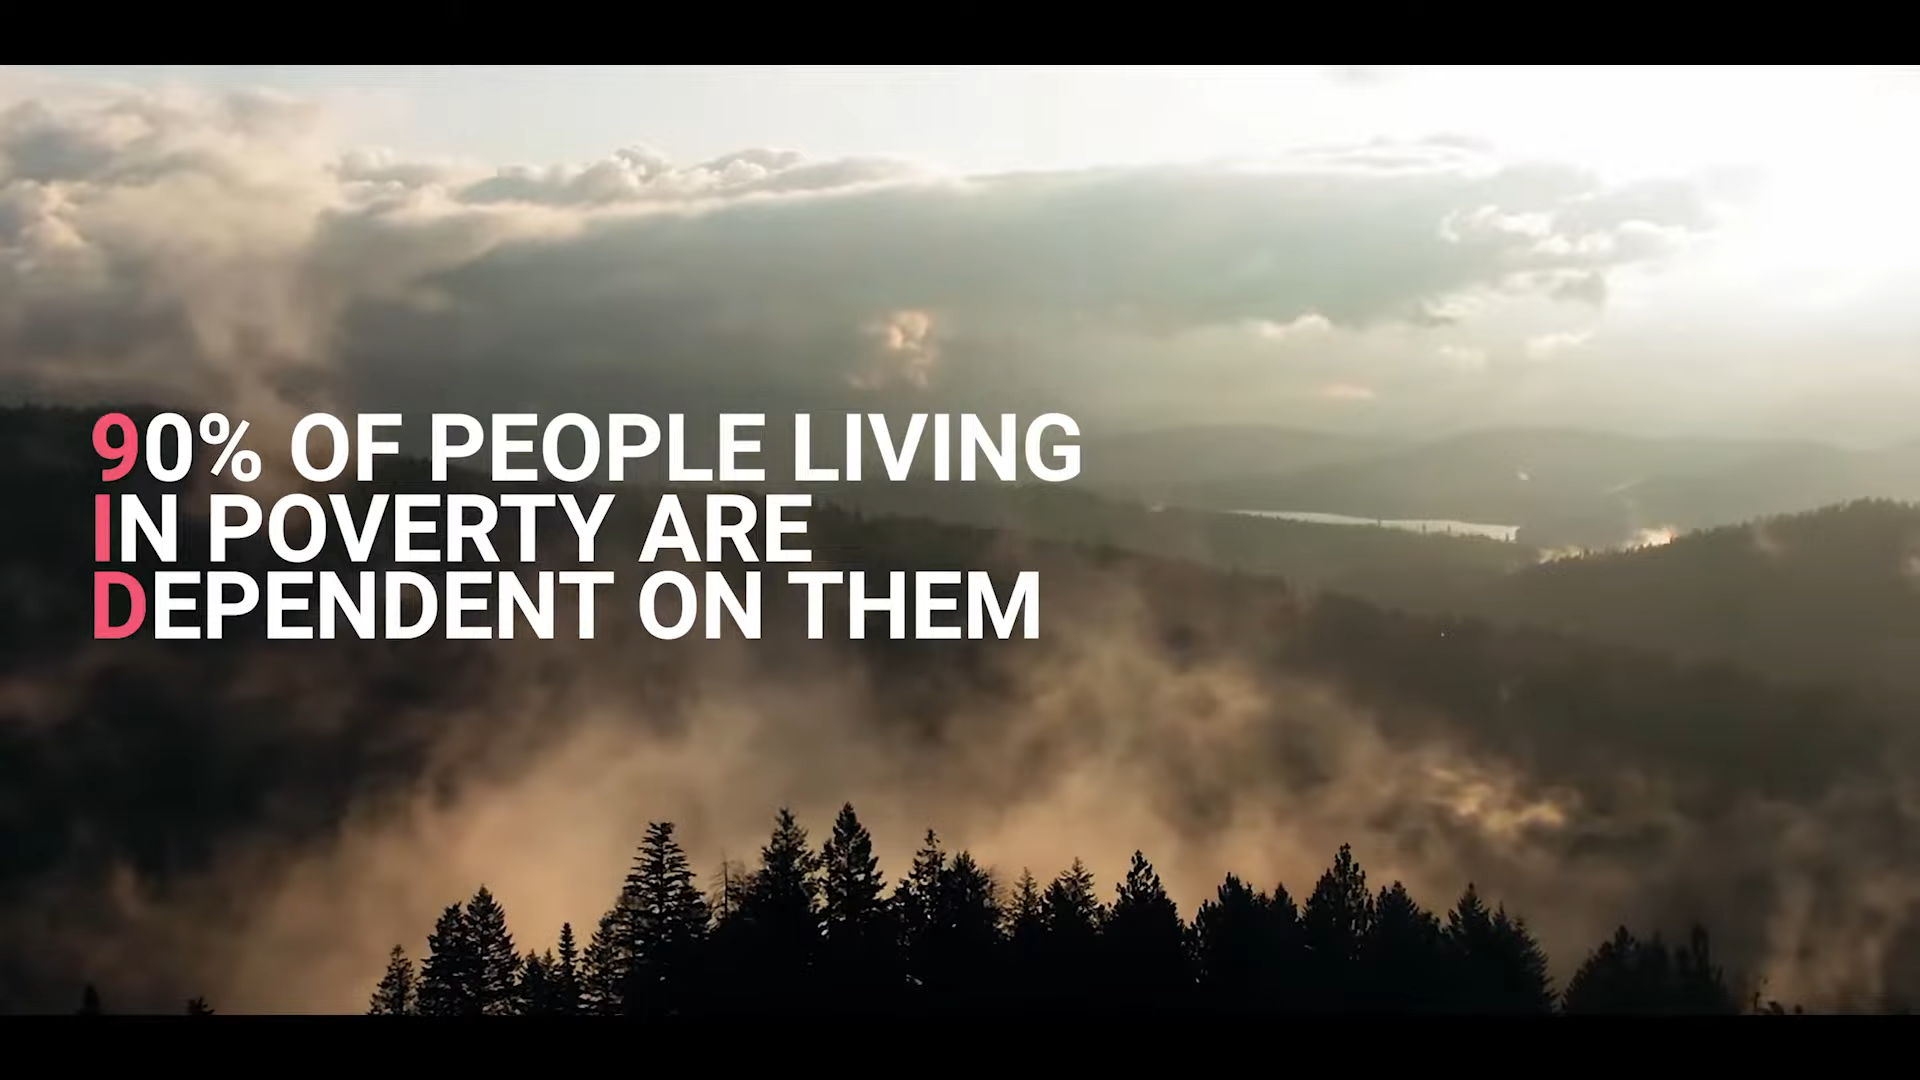 90% OF PEOPLE LIVING
IN POVERTY ARE
DEPENDENT ON THEM